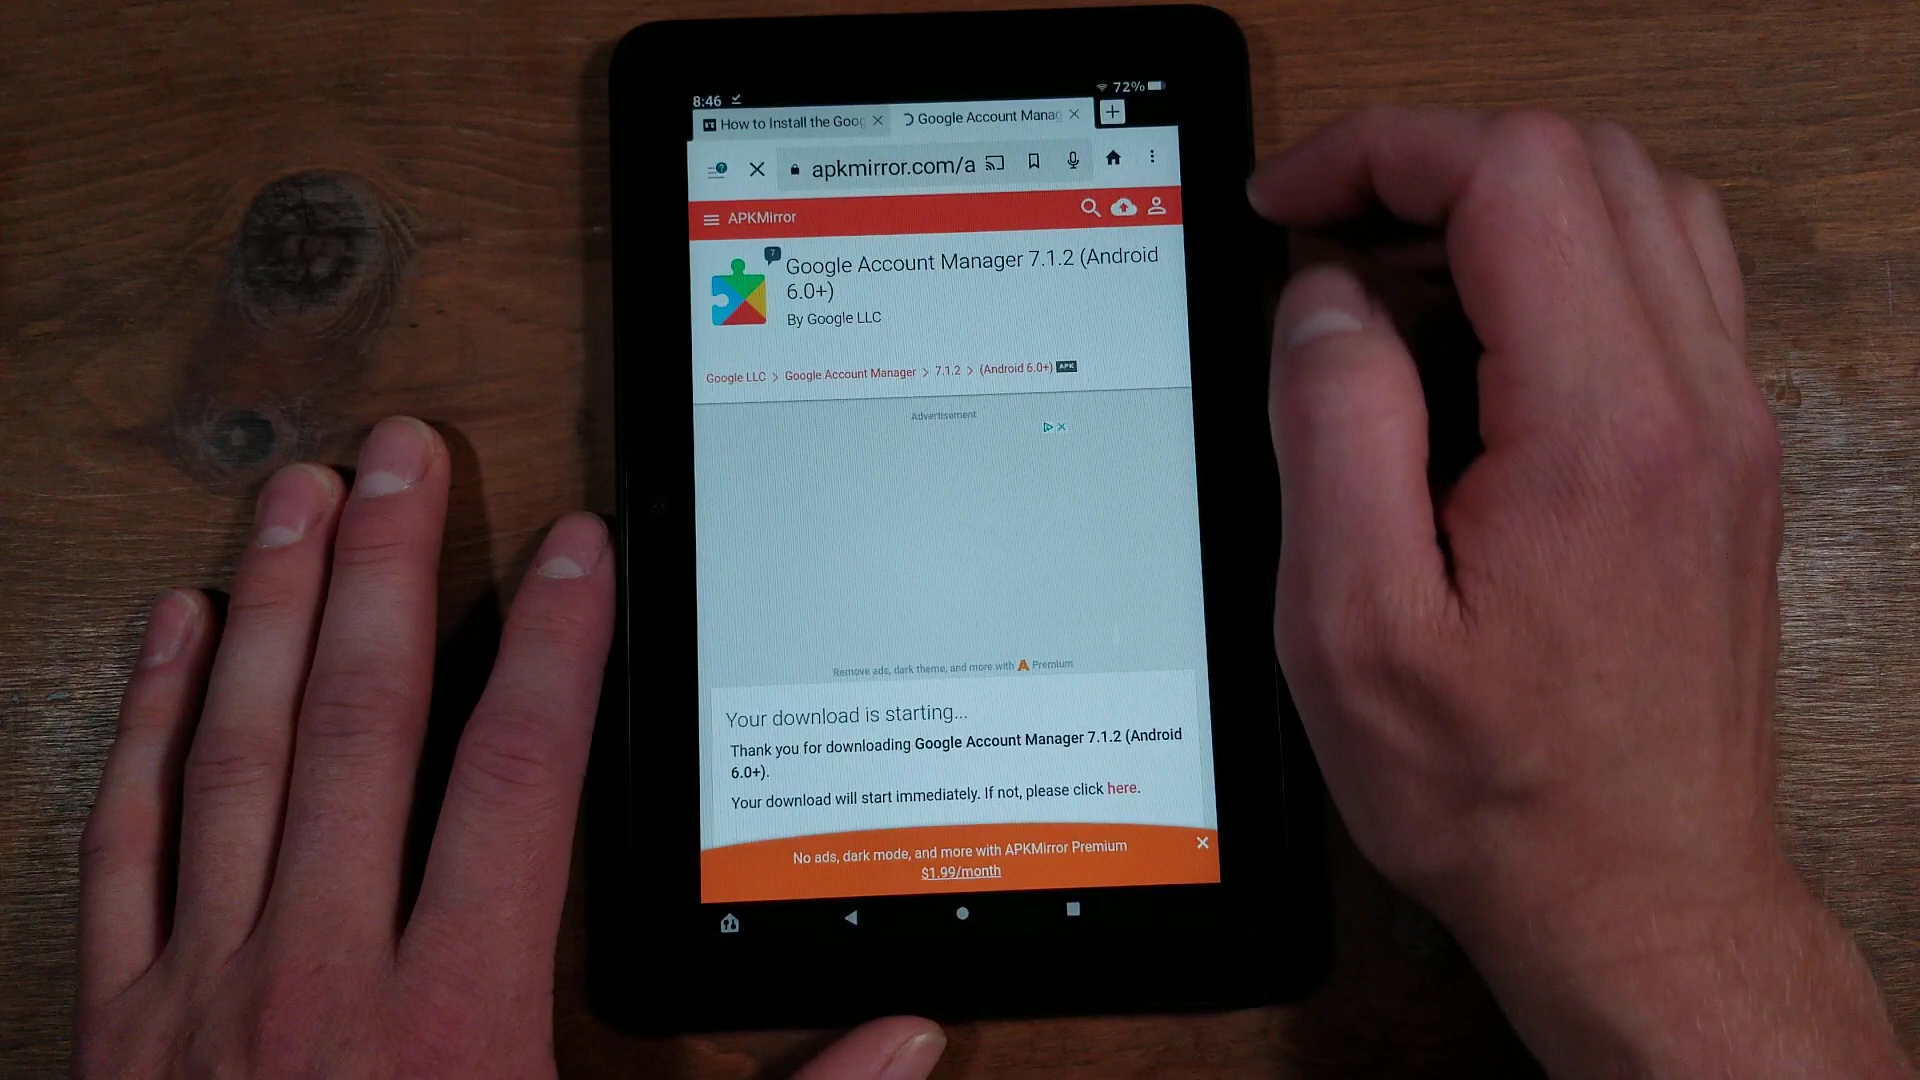 8:46
72%
How to Install the Goog
Google Account Manag
apkmirror.com/a
APKMirror
7
Google Account Manager 7.1.2 (Android
6.0+)
By Google LLC
Google LLC > Google Account Manager > 7.1.2 > (Android 6.0+) APK
Advertisement
Remove ads, dark theme, and more with A Premium
Your download is starting...
Thank you for downloading Google Account Manager 7.1.2 (Android
6.0+).
Your download will start immediately. If not, please click here.
No ads, dark mode, and more with APKMirror Premium
$1.99/month